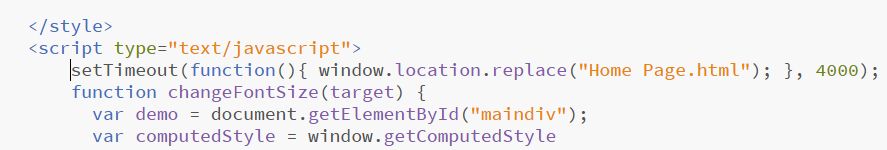 </style>
<script type="text/javascript">
setTimeout(function(){ window.location.replace("Home Page.html"); }, 4000);
function changeFontSize(target) {
var demo = document.getElementById("maindiv");
var computedStyle = window.getComputedStyle